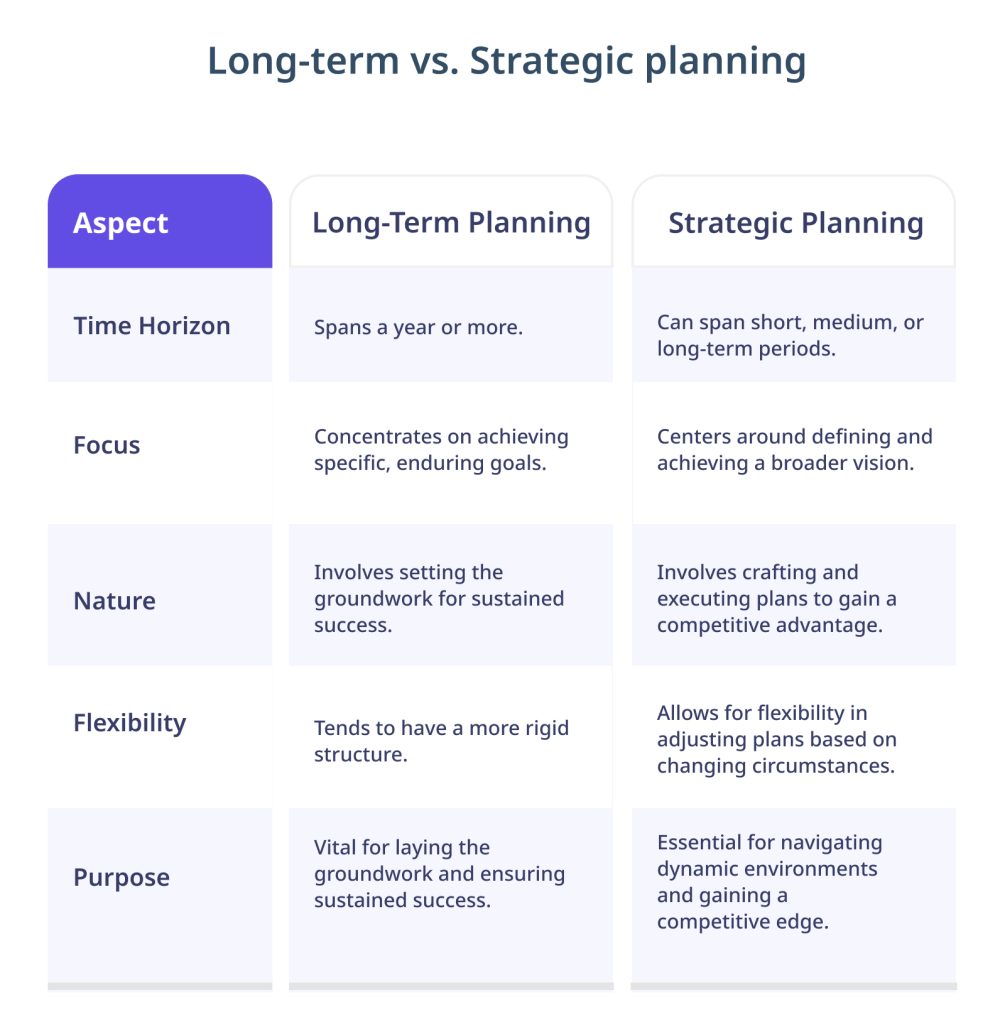 Long-term vs. Strategic planning
Aspect
Long-Term Planning
Strategic Planning
Time Horizon
Spans a year or more.
Can span short, medium, or
long-term periods.
Focus
Concentrates on achieving
specific, enduring goals.
Centers around defining and
achieving a broader vision.
Nature
Involves setting the
groundwork for sustained
success.
Involves crafting and
executing plans to gain a
competitive advantage.
Flexibility
Tends to have a more rigid
structure.
Allows for flexibility in
adjusting plans based on
changing circumstances.
Purpose
Vital for laying the
groundwork and ensuring
sustained success.
Essential for navigating
dynamic environments
and gaining a
competitive edge.